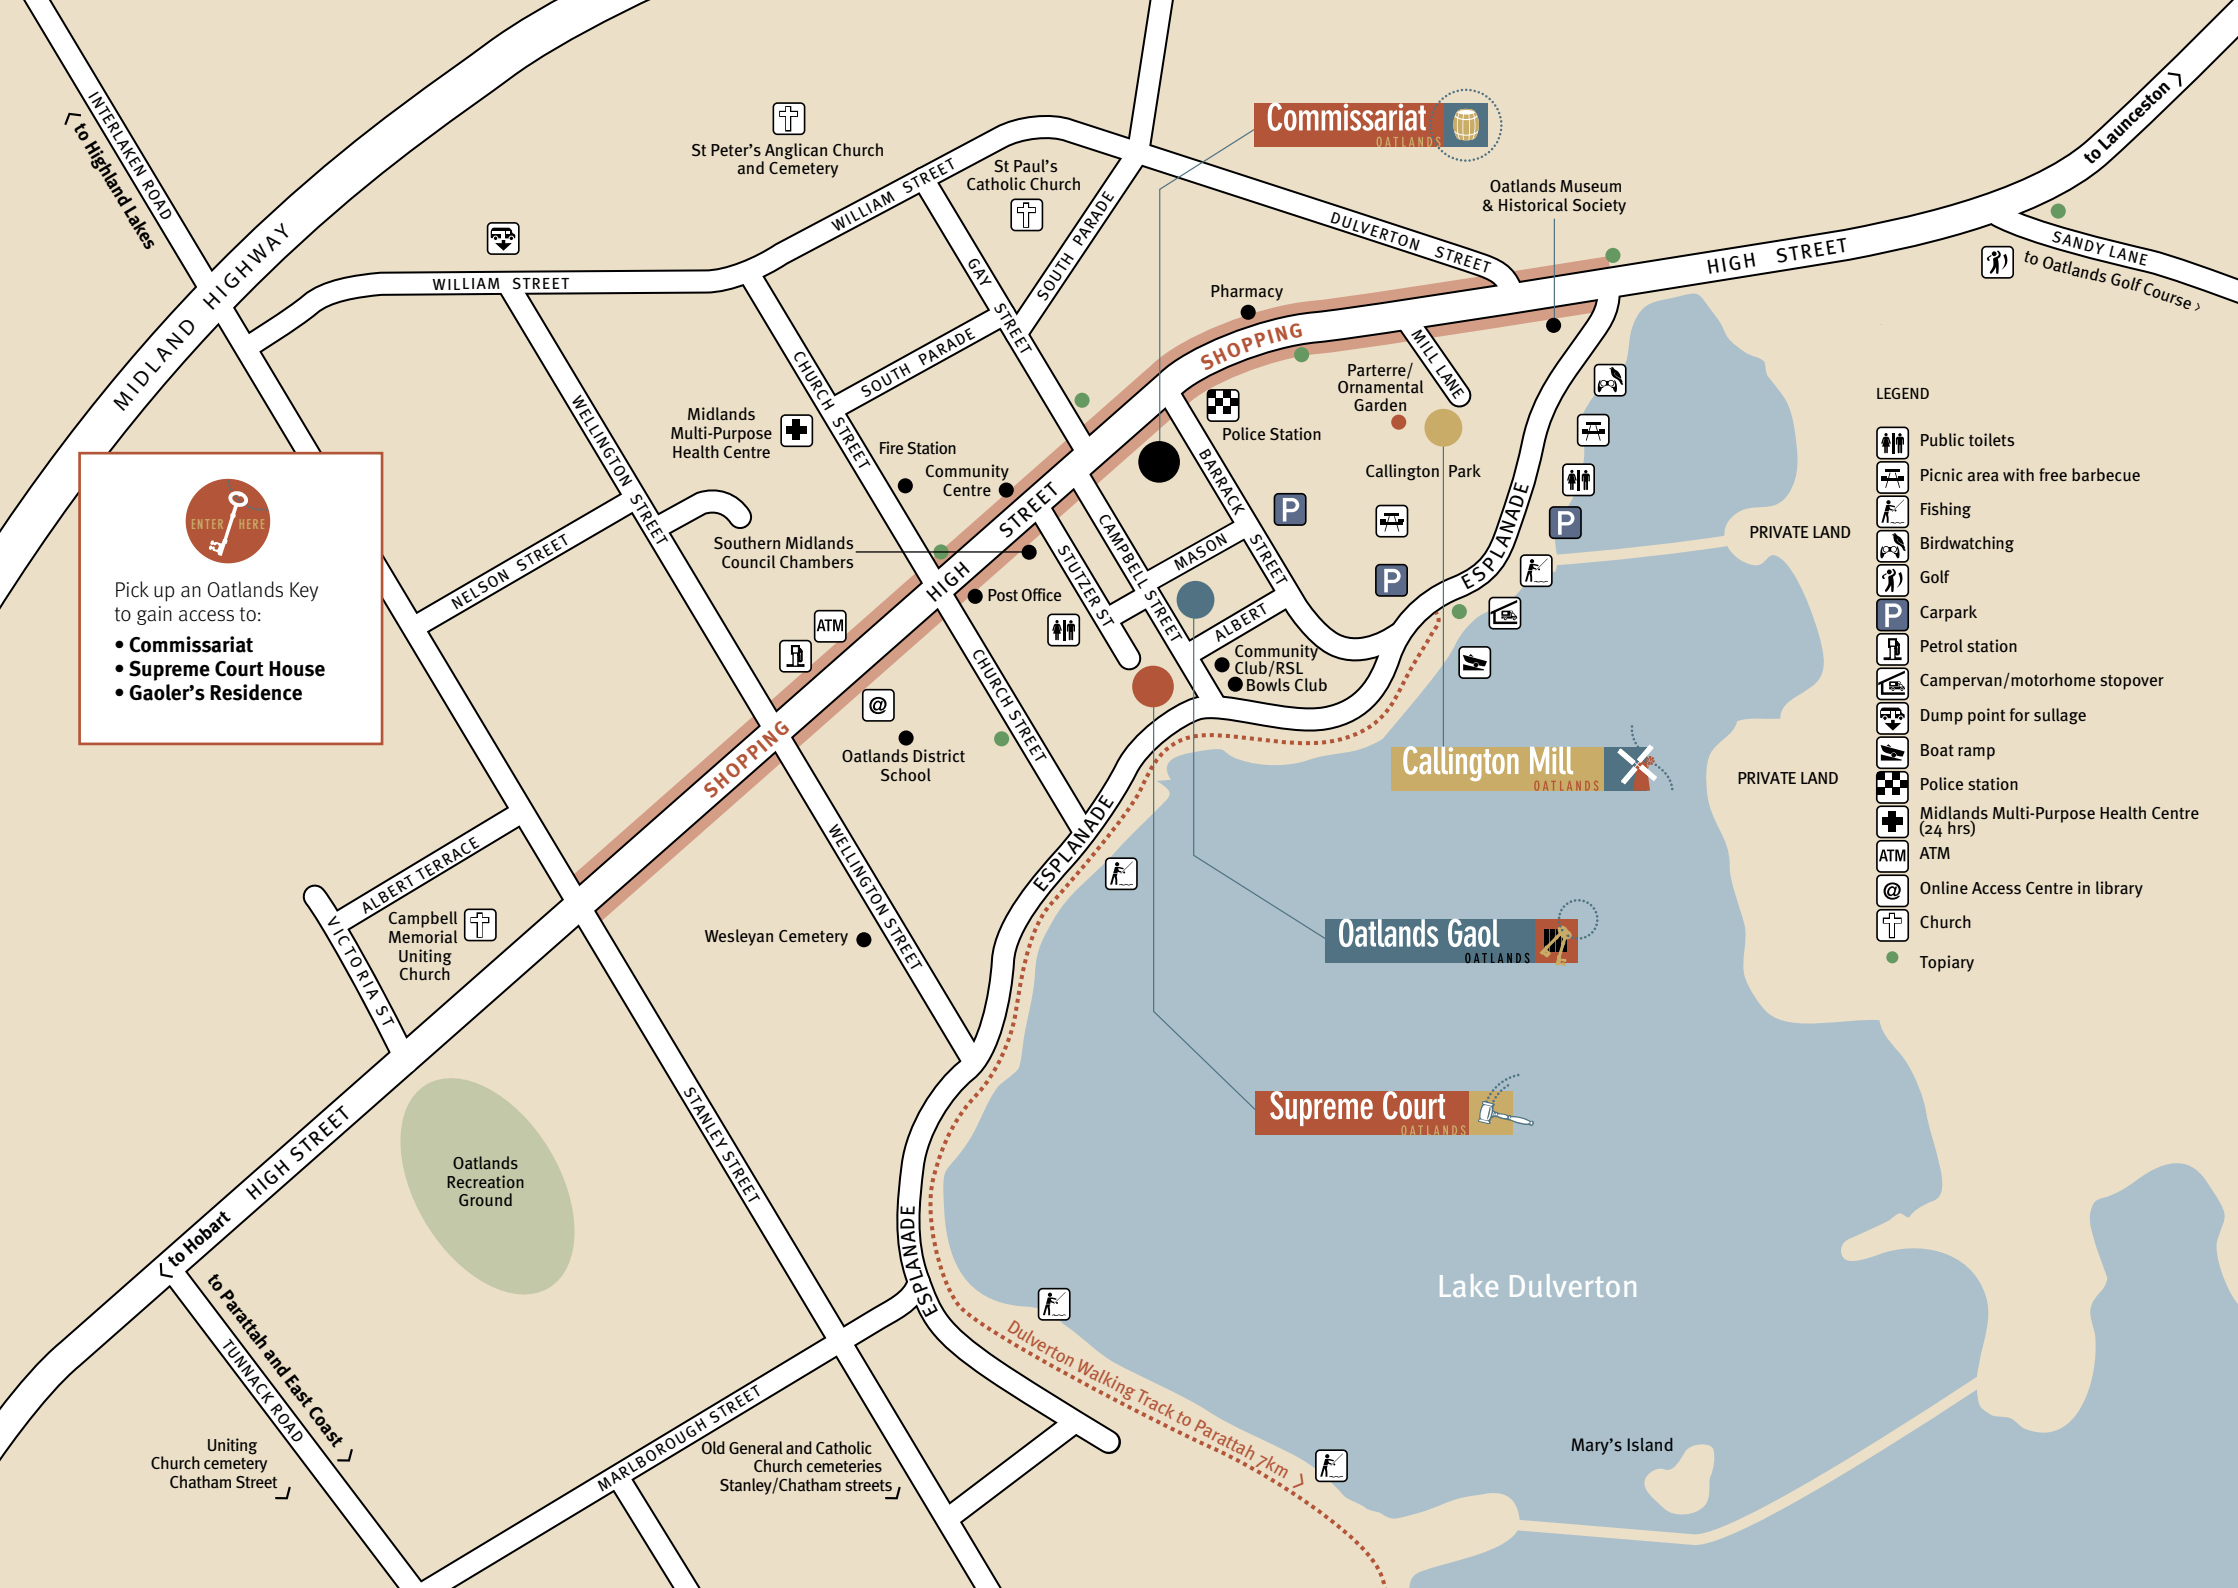 INTERLAKEN ROAD
to Highland Lakes
MIDLAND HIGHWAY
St Peter's Anglican Church
and Cemetery
WILLIAM STREET
St Paul's
Catholic Church
SOUTH PARADE
GAY STREET
WILLIAM STREET
Commissariat
OATLANDS
Oatlands Museum
& Historical Society
DULVERTON STREET
HIGH STREET
to Launceston
SANDY LANE
to Oatlands Golf Course
Pharmacy
SHOPPING
MILL LANE
Parterre/
Ornamental
Garden
Police Station
Callington Park
CHURCH STREET
SOUTH PARADE
Midlands
Multi-Purpose
Health Centre
Fire Station
Community
Centre
WELLINGTON STREET
NELSON STREET
Southern Midlands
Council Chambers
HIGH STREET
STUTZER ST
CAMPBELL STREET
BARRACK STREET
MASON
ALBERT
P
P
P
ESPLANADE
Post Office
ATM
@
Community
Club/RSL
Bowls Club
Oatlands District
School
CHURCH STREET
SHOPPING
ENTER HERE
Pick up an Oatlands Key
to gain access to:
• Commissariat
• Supreme Court House
• Gaoler's Residence
PRIVATE LAND
PRIVATE LAND
LEGEND
Public toilets
Picnic area with free barbecue
Fishing
Birdwatching
Golf
P Carpark
Petrol station
Campervan/motorhome stopover
Dump point for sullage
Boat ramp
Police station
Midlands Multi-Purpose Health Centre
(24 hrs)
ATM ATM
@ Online Access Centre in library
Church
Topiary
Callington Mill
OATLANDS
ESPLANADE
ALBERT TERRACE
VICTORIA ST
Campbell
Memorial
Uniting
Church
Wesleyan Cemetery
WELLINGTON STREET
Oatlands Gaol
OATLANDS
Supreme Court
OATLANDS
HIGH STREET
to Hobart
Oatlands
Recreation
Ground
STANLEY STREET
ESPLANADE
ESPLANADE
to Parattah and East Coast
TUNNACK ROAD
Lake Dulverton
Dulverton Walking Track to Parattah 7km
MARLBOROUGH STREET
Uniting
Church cemetery
Chatham Street
Old General and Catholic
Church cemeteries
Stanley/Chatham streets
Mary's Island